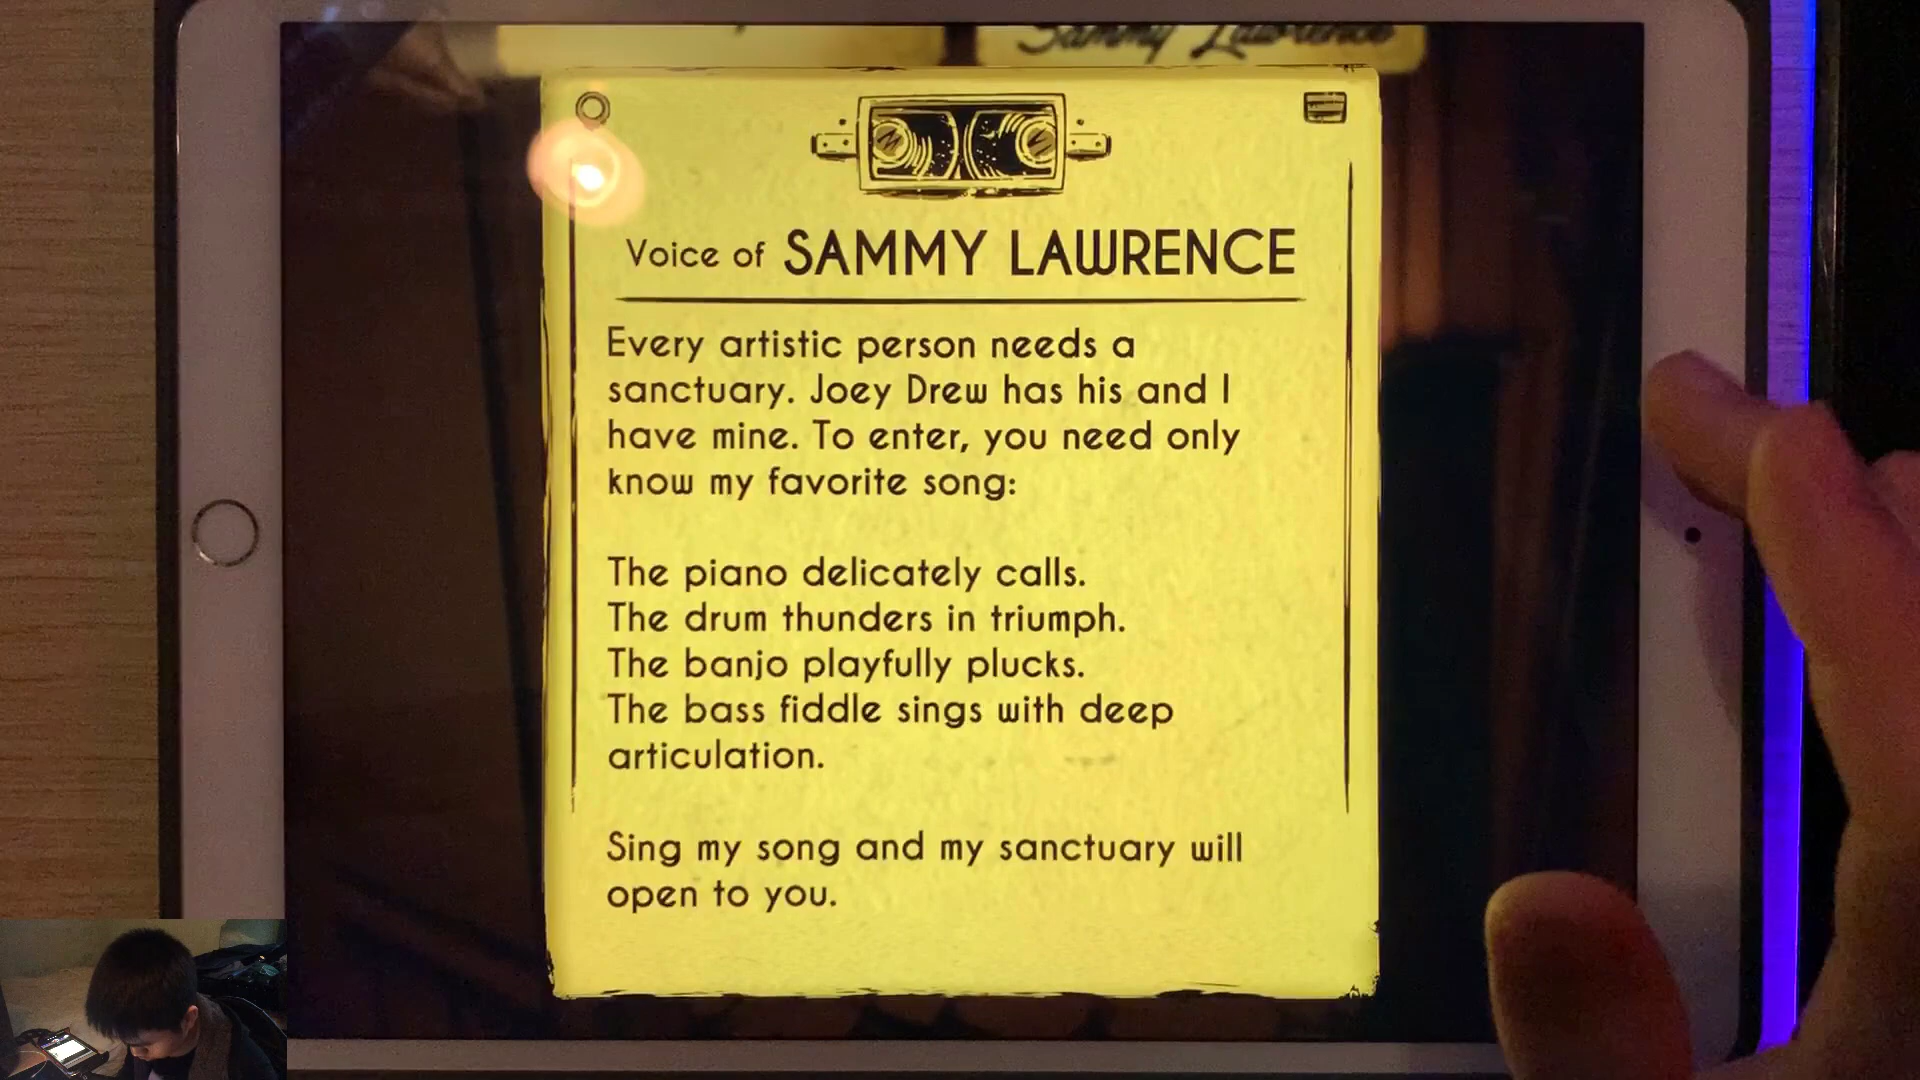 Sammy Lawrence
Voice of SAMMY LAWRENCE
Every artistic person needs a
sanctuary. Joey Drew has his and I
have mine. To enter, you need only
know my favorite song:
The piano delicately calls.
The drum thunders in triumph.
The banjo playfully plucks.
The bass fiddle sings with deep
articulation.
Sing my song and my sanctuary will
open to you.